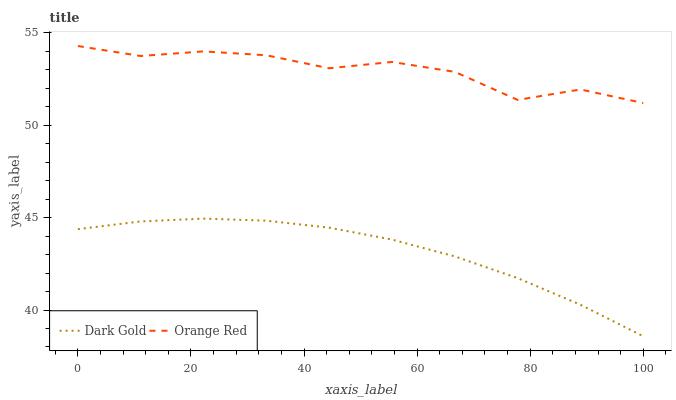 title
55
50
45
40
yaxis_label
Dark Gold Orange Red
0 20 40 60 80 100
xaxis_label